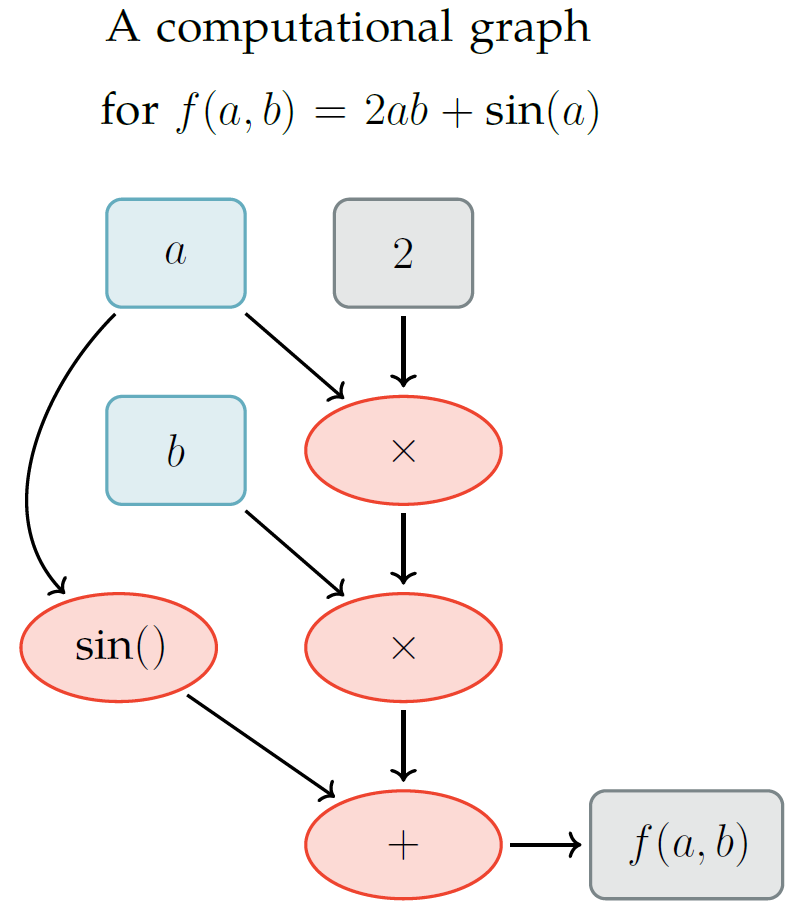 A computational graph
for f(a, b) = 2ab + sin(a)
a
2
b
×
sin()
×
+
f(a, b)